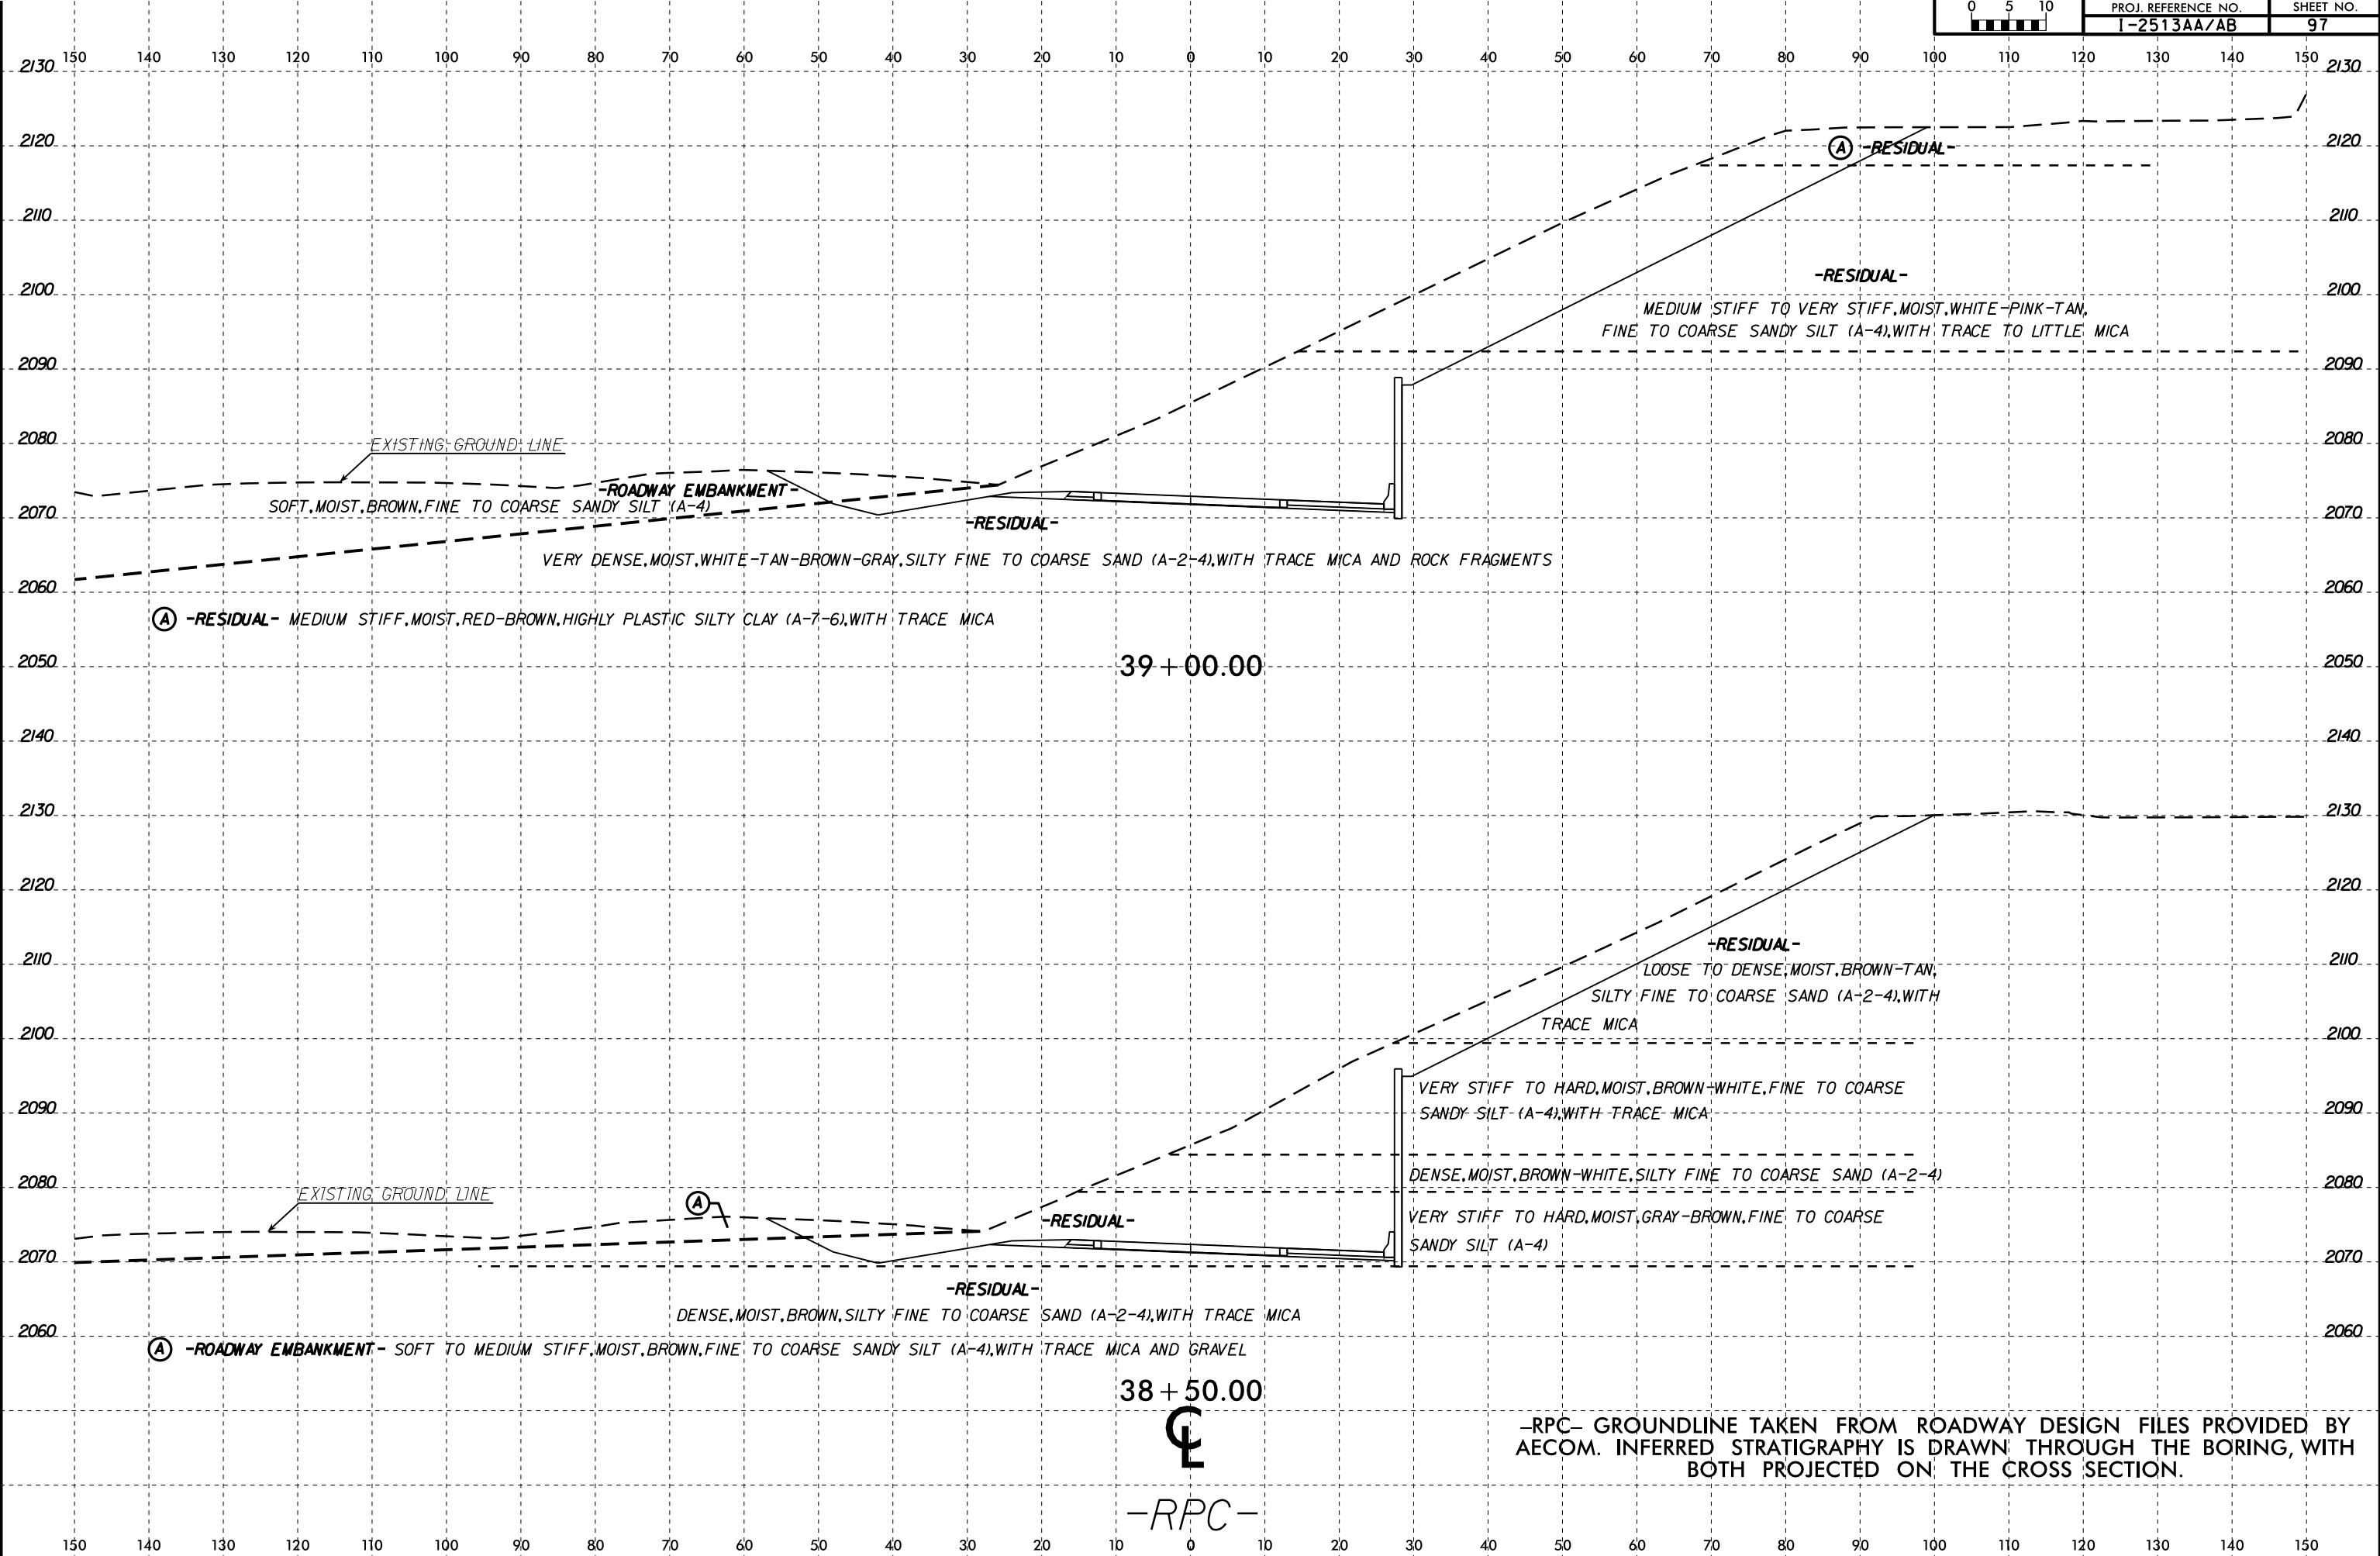 0 5 10
PROJ. REFERENCE NO. SHEET NO.
I-2513AA/AB 97
150 140 130 120 110 100 90 80 70 60 50 40 30 20 10 0 10 20 30 40 50 60 70 80 90 100 110 120 130 140 150
2130 2130
2120 2120
Ⓐ -RESIDUAL-
2110 2110
-RESIDUAL-
2100 2100
MEDIUM STIFF TO VERY STIFF,MOIST,WHITE-PINK-TAN,
FINE TO COARSE SANDY SILT (A-4),WITH TRACE TO LITTLE MICA
2090 2090
2080 2080
EXISTING GROUND LINE
-ROADWAY EMBANKMENT-
SOFT,MOIST,BROWN,FINE TO COARSE SANDY SILT (A-4)
2070 2070
-RESIDUAL-
VERY DENSE,MOIST,WHITE-TAN-BROWN-GRAY,SILTY FINE TO COARSE SAND (A-2-4),WITH TRACE MICA AND ROCK FRAGMENTS
2060 2060
Ⓐ -RESIDUAL- MEDIUM STIFF,MOIST,RED-BROWN,HIGHLY PLASTIC SILTY CLAY (A-7-6),WITH TRACE MICA
2050 2050
39+00.00
2140 2140
2130 2130
2120 2120
-RESIDUAL-
2110 2110
LOOSE TO DENSE,MOIST,BROWN-TAN,
SILTY FINE TO COARSE SAND (A-2-4),WITH
TRACE MICA
2100 2100
VERY STIFF TO HARD,MOIST,BROWN-WHITE,FINE TO COARSE
2090 2090
SANDY SILT (A-4),WITH TRACE MICA
DENSE,MOIST,BROWN-WHITE,SILTY FINE TO COARSE SAND (A-2-4)
2080 2080
EXISTING GROUND LINE
Ⓐ
-RESIDUAL-
VERY STIFF TO HARD,MOIST,GRAY-BROWN,FINE TO COARSE
SANDY SILT (A-4)
2070 2070
-RESIDUAL-
DENSE,MOIST,BROWN,SILTY FINE TO COARSE SAND (A-2-4),WITH TRACE MICA
2060 2060
Ⓐ -ROADWAY EMBANKMENT- SOFT TO MEDIUM STIFF,MOIST,BROWN,FINE TO COARSE SANDY SILT (A-4),WITH TRACE MICA AND GRAVEL
38+50.00
℄
-RPC- GROUNDLINE TAKEN FROM ROADWAY DESIGN FILES PROVIDED BY
AECOM. INFERRED STRATIGRAPHY IS DRAWN THROUGH THE BORING, WITH
BOTH PROJECTED ON THE CROSS SECTION.
-RPC-
150 140 130 120 110 100 90 80 70 60 50 40 30 20 10 0 10 20 30 40 50 60 70 80 90 100 110 120 130 140 150